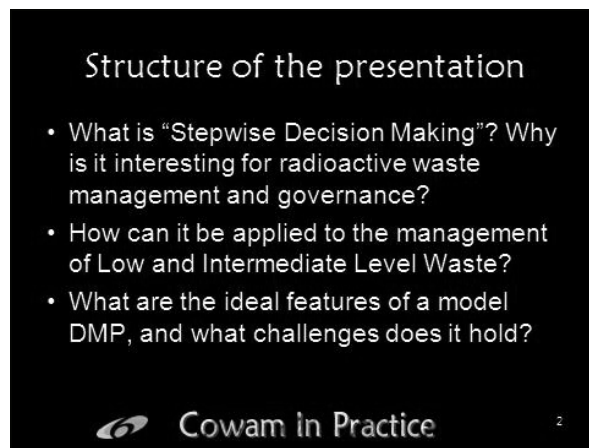 Structure of the presentation
• What is “Stepwise Decision Making”? Why
is it interesting for radioactive waste
management and governance?
• How can it be applied to the management
of Low and Intermediate Level Waste?
• What are the ideal features of a model
DMP, and what challenges does it hold?
Cowam in Practice
2